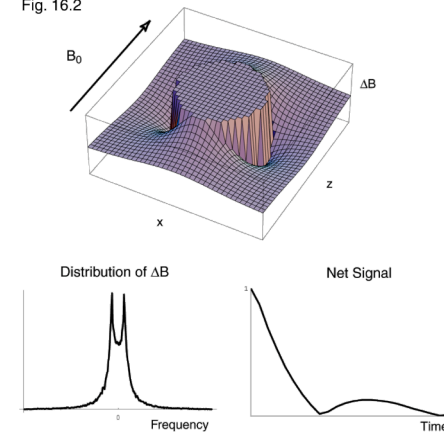 Fig. 16.2
B0
ΔB
z
x
Distribution of ΔB
Net Signal
1
0
Frequency
Time